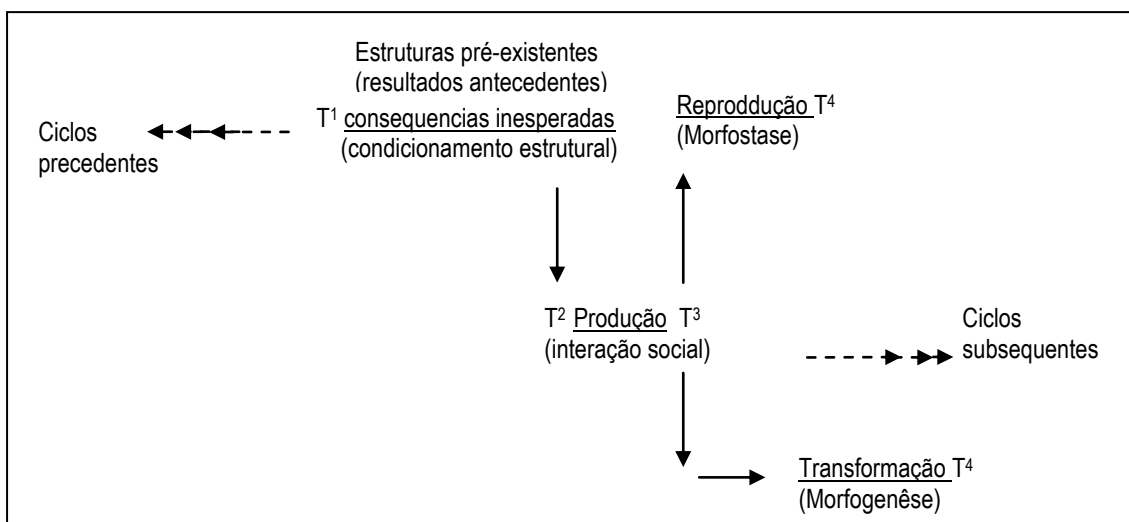 Estruturas pré-existentes
(resultados antecedentes)
T¹ consequencias inesperadas
(condicionamento estrutural)
Ciclos
precedentes
Reproddução T⁴
(Morfostase)
T² Produção T³
(interação social)
Ciclos
subsequentes
Transformação T⁴
(Morfogenêse)